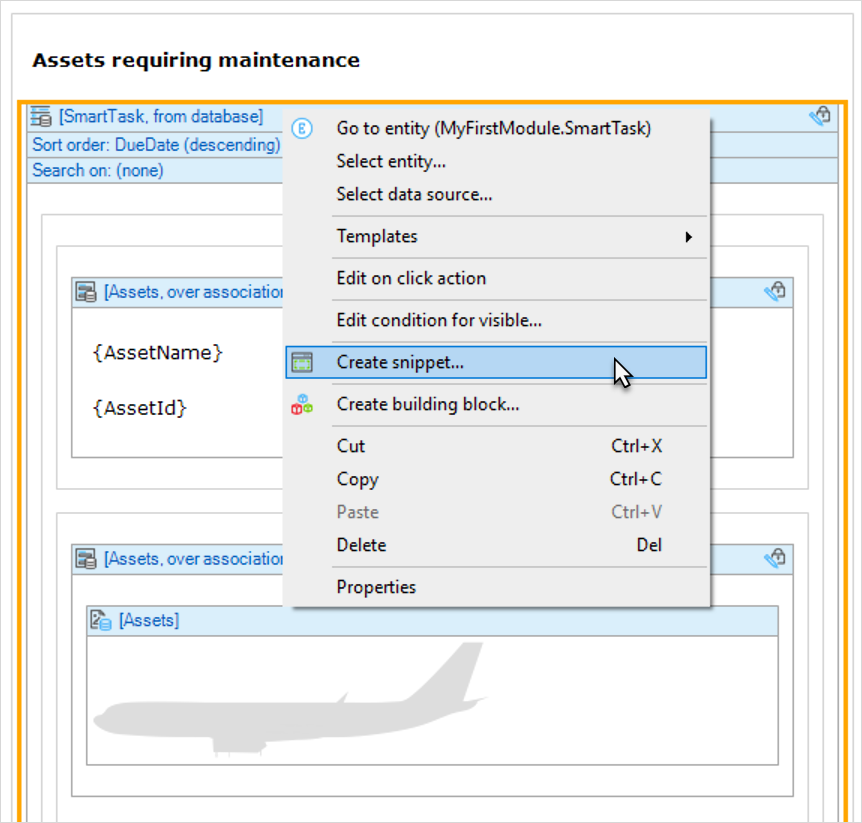 Assets requiring maintenance
[SmartTask, from database]
Sort order: DueDate (descending)
Search on: (none)
E
Go to entity (MyFirstModule.SmartTask)
Select entity...
Select data source...
Templates
Edit on click action
Edit condition for visible...
Create snippet...
Create building block...
Cut Ctrl+X
Copy Ctrl+C
Paste Ctrl+V
Delete Del
Properties
[Assets, over association
{AssetName}
{AssetId}
[Assets, over association
[Assets]